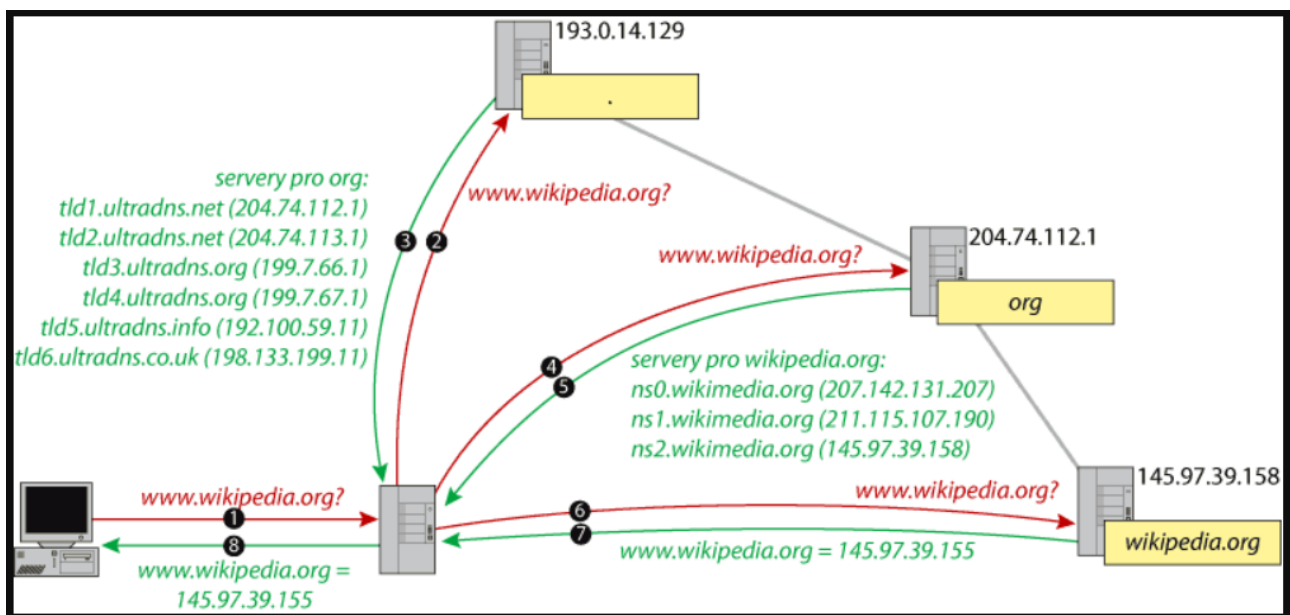 193.0.14.129
.
servery pro org:
tld1.ultradns.net (204.74.112.1)
tld2.ultradns.net (204.74.113.1)
tld3.ultradns.org (199.7.66.1)
tld4.ultradns.org (199.7.67.1)
tld5.ultradns.info (192.100.59.11)
tld6.ultradns.co.uk (198.133.199.11)
3
2
www.wikipedia.org?
www.wikipedia.org?
204.74.112.1
org
4
5
servery pro wikipedia.org:
ns0.wikimedia.org (207.142.131.207)
ns1.wikimedia.org (211.115.107.190)
ns2.wikimedia.org (145.97.39.158)
www.wikipedia.org?
1
8
www.wikipedia.org =
145.97.39.155
6
7
www.wikipedia.org?
www.wikipedia.org = 145.97.39.155
145.97.39.158
wikipedia.org